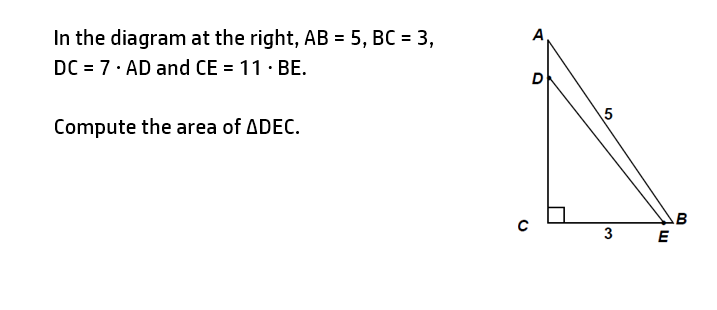 In the diagram at the right, AB = 5, BC = 3,
DC = 7 · AD and CE = 11 · BE.
Compute the area of ΔDEC.
A
D
5
C
B
3
E